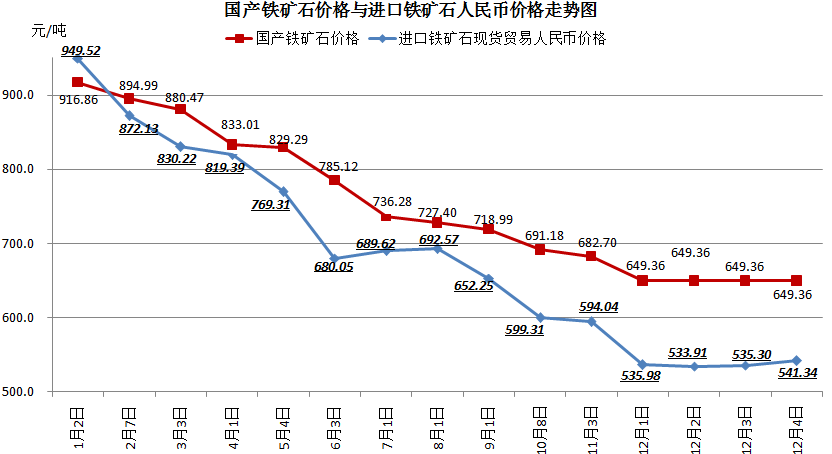 国产铁矿石价格与进口铁矿石人民币价格走势图
元/吨
国产铁矿石价格 进口铁矿石现货贸易人民币价格
949.52
916.86 894.99 880.47
900.0
872.13 833.01 829.29
830.22 819.39
800.0
785.12
769.31
736.28 727.40 718.99
700.0
689.62 692.57 691.18 682.70
680.05 652.25 649.36 649.36 649.36 649.36
600.0
599.31 594.04
535.98 533.91 535.30 541.34
500.0
1月2日 2月7日 3月3日 4月1日 5月4日 6月3日 7月1日 8月1日 9月1日 10月8日 11月3日 12月1日 12月2日 12月3日 12月4日